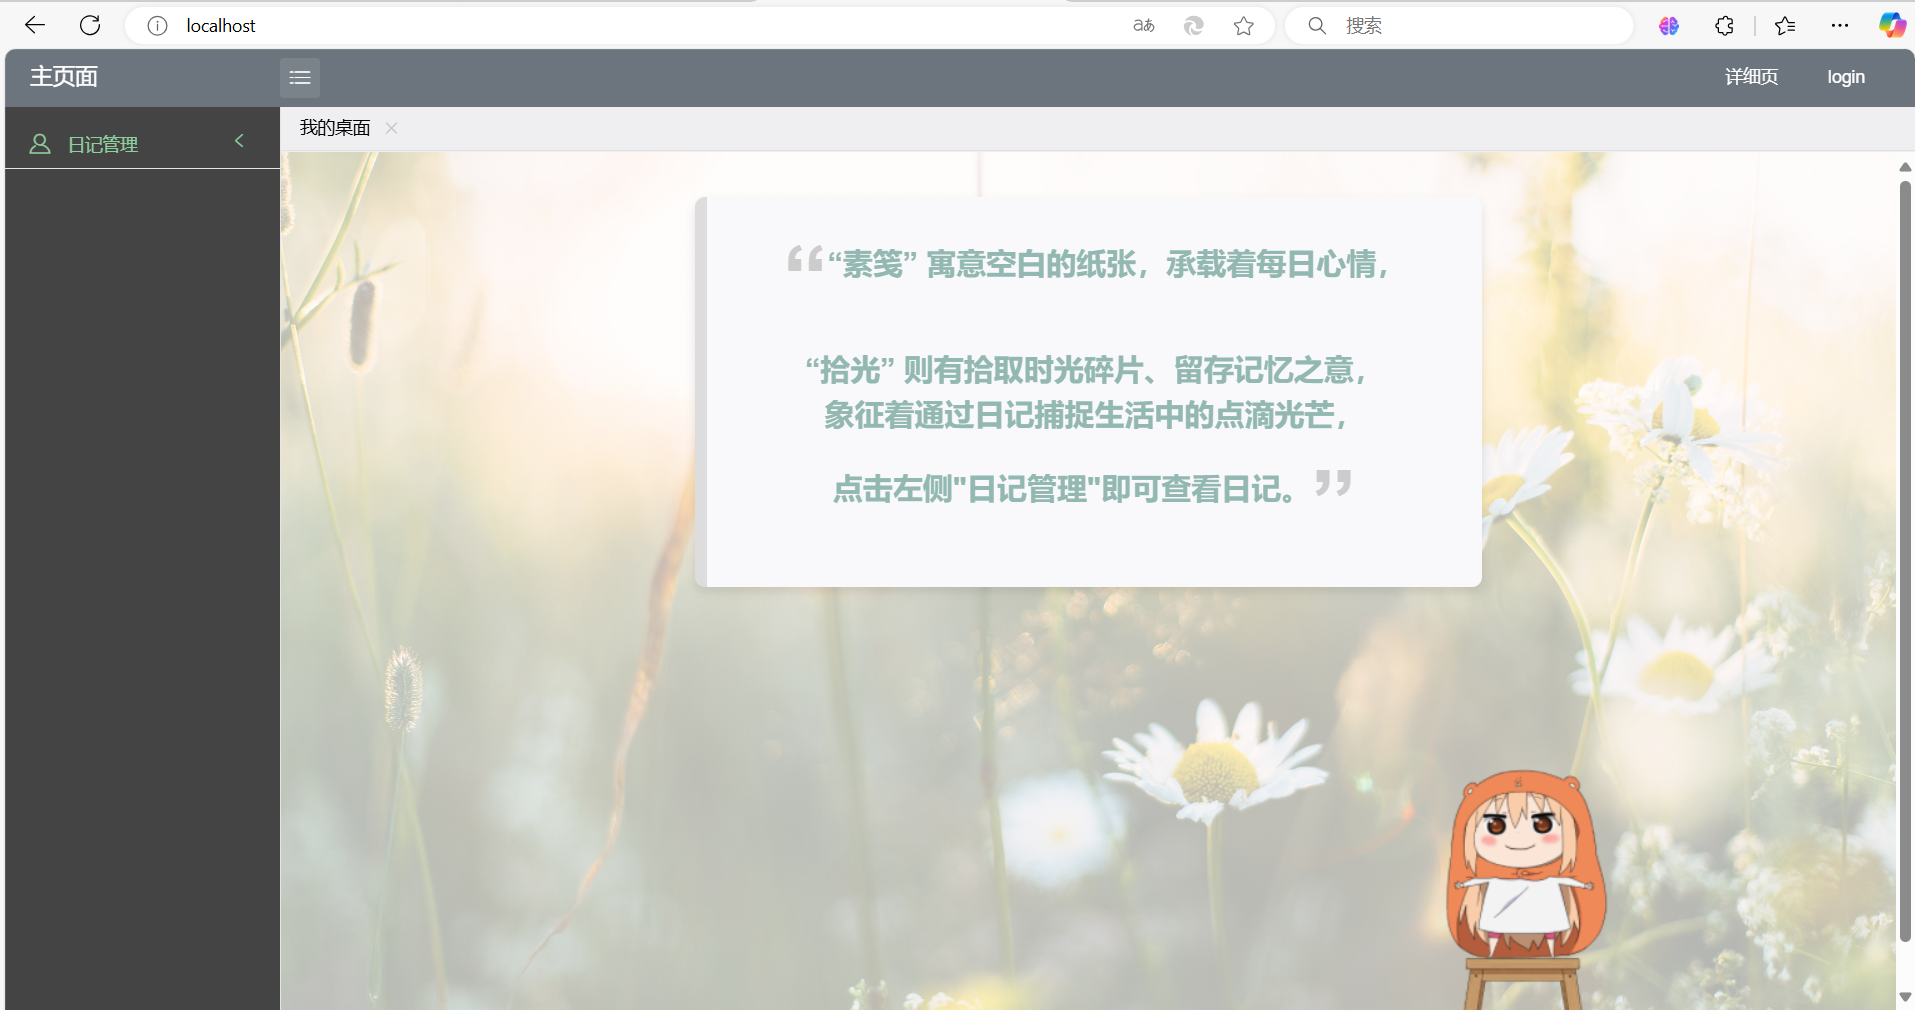 localhost
aあ
搜索
主页面
详细页
login
日记管理
我的桌面
“素笺” 寓意空白的纸张，承载着每日心情，
“拾光” 则有拾取时光碎片、留存记忆之意，
象征着通过日记捕捉生活中的点滴光芒，
点击左侧"日记管理"即可查看日记。